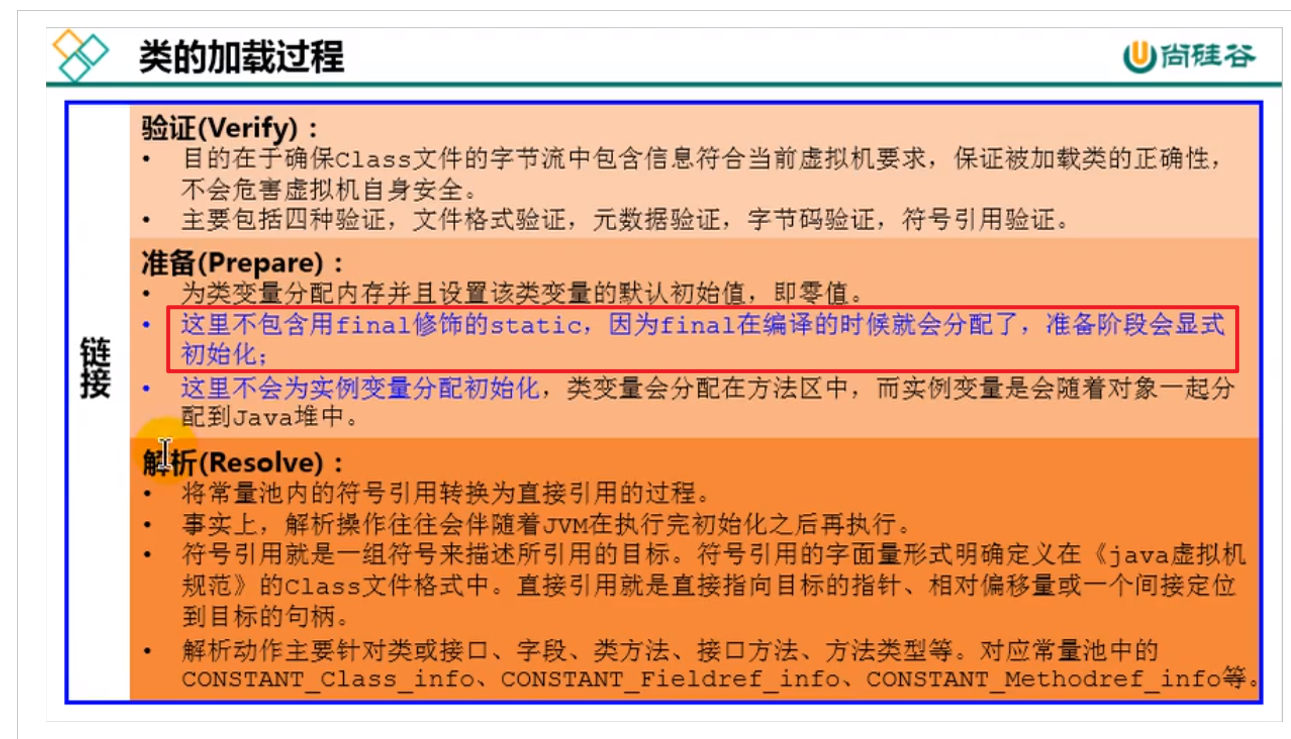 类的加载过程
尚硅谷
链接
验证(Verify)：
• 目的在于确保Class文件的字节流中包含信息符合当前虚拟机要求，保证被加载类的正确性，
不会危害虚拟机自身安全。
• 主要包括四种验证，文件格式验证，元数据验证，字节码验证，符号引用验证。
准备(Prepare)：
• 为类变量分配内存并且设置该类变量的默认初始值，即零值。
• 这里不包含用final修饰的static，因为final在编译的时候就会分配了，准备阶段会显式
初始化；
• 这里不会为实例变量分配初始化，类变量会分配在方法区中，而实例变量是会随着对象一起分
配到Java堆中。
解析(Resolve)：
• 将常量池内的符号引用转换为直接引用的过程。
• 事实上，解析操作往往会伴随着JVM在执行完初始化之后再执行。
• 符号引用就是一组符号来描述所引用的目标。符号引用的字面量形式明确定义在《java虚拟机
规范》的Class文件格式中。直接引用就是直接指向目标的指针、相对偏移量或一个间接定位
到目标的句柄。
• 解析动作主要针对类或接口、字段、类方法、接口方法、方法类型等。对应常量池中的
CONSTANT_Class_info、CONSTANT_Fieldref_info、CONSTANT_Methodref_info等。